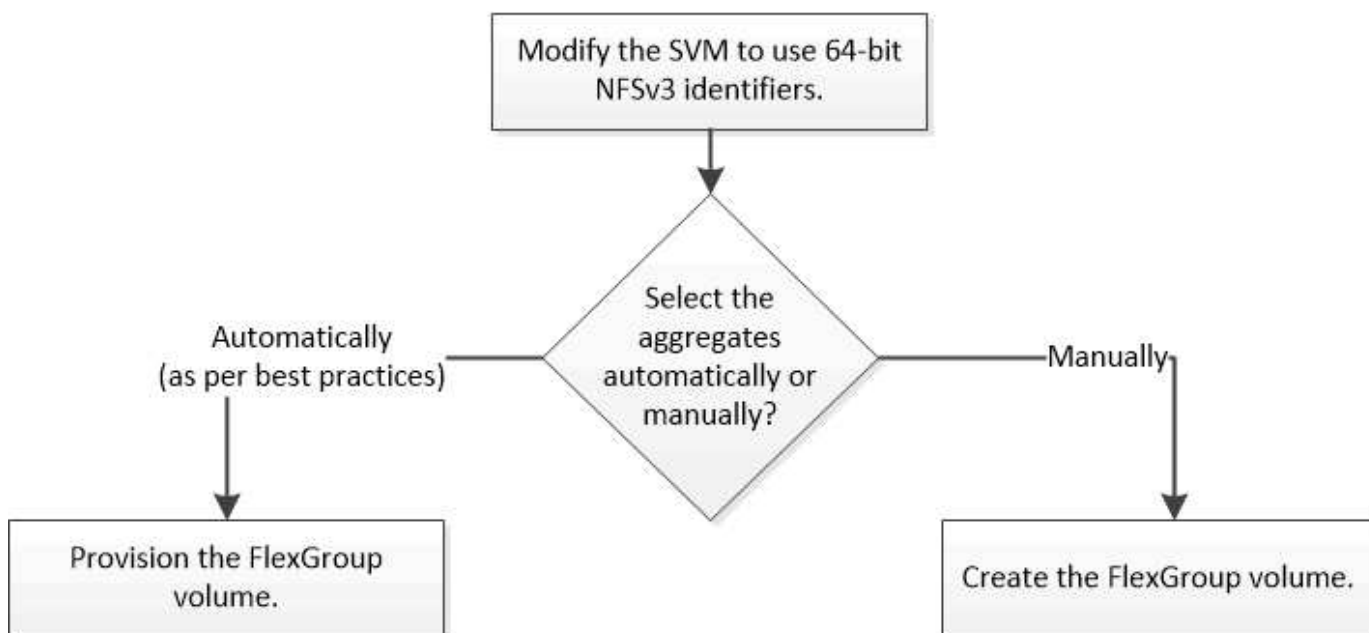 Modify the SVM to use 64-bit
NFSv3 identifiers.
Select the
aggregates
automatically or
manually?
Automatically
(as per best practices)
Manually
Provision the FlexGroup
volume.
Create the FlexGroup volume.